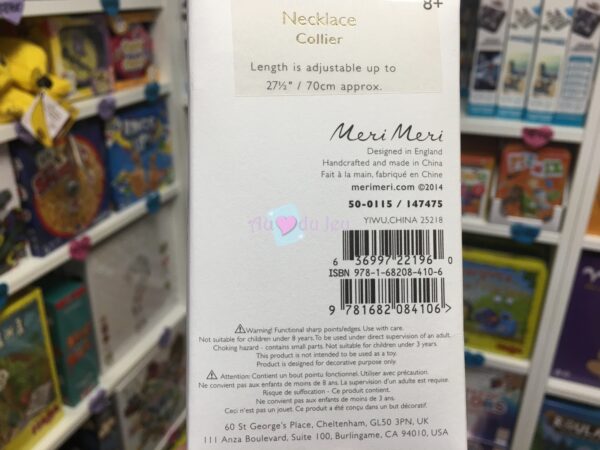 8+
Necklace
Collier
Length is adjustable up to
27½" / 70cm approx.
Meri Meri
Designed in England
Handcrafted and made in China
Fait à la main, fabriqué en Chine
merimeri.com ©2014
50-0115 / 147475
YIWU,CHINA 25218
Au du Jeu
6 36997 22196 0
ISBN 978-1-68208-410-6
9 781682 084106>
⚠Warning! Functional sharp points/edges. Use with care.
Not suitable for children under 8 years. To be used under direct supervision of an adult.
Choking hazard - contains small parts. Not suitable for children under 3 years.
This product is not intended to be used as a toy.
Product is designed for decorative purpose only.
⚠ Attention: Contient un bout pointu fonctionnel. Utiliser avec précaution.
Ne convient pas aux enfants de moins de 8 ans. La supervision d'un adulte est requise.
Risque de suffocation - Ce produit contient des petites pièces.
Ne convient pas aux enfants de moins de 3 ans.
Ceci n'est pas un jouet. Ce produit a été conçu dans un but décoratif.
60 St George's Place, Cheltenham, GL50 3PN, UK
111 Anza Boulevard, Suite 100, Burlingame, CA 94010, USA